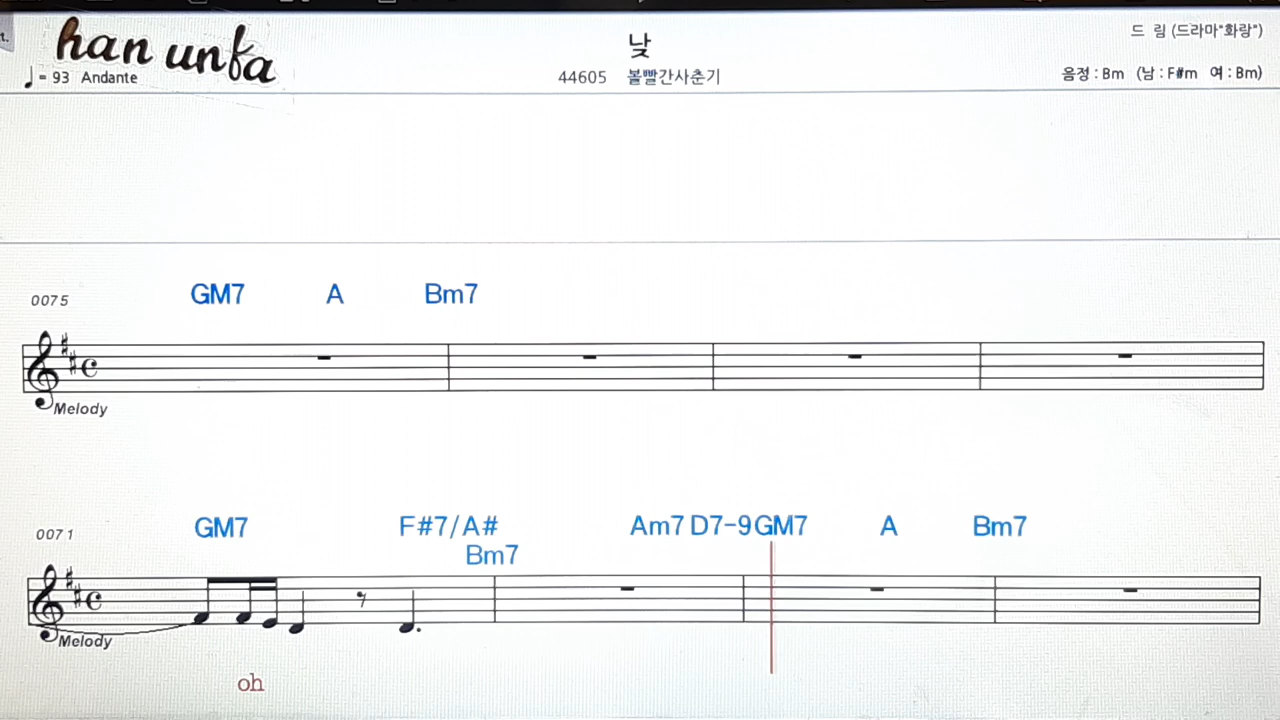 t.
han unfa
♩= 93 Andante
낮
44605 볼빨간사춘기
드 림 (드라마"화랑")
음정 : Bm (남 : F#m 여 : Bm)
0075 GM7 A Bm7
Melody
0071 GM7 F#7/A# Am7 D7-9 GM7 A Bm7
Bm7
Melody
oh